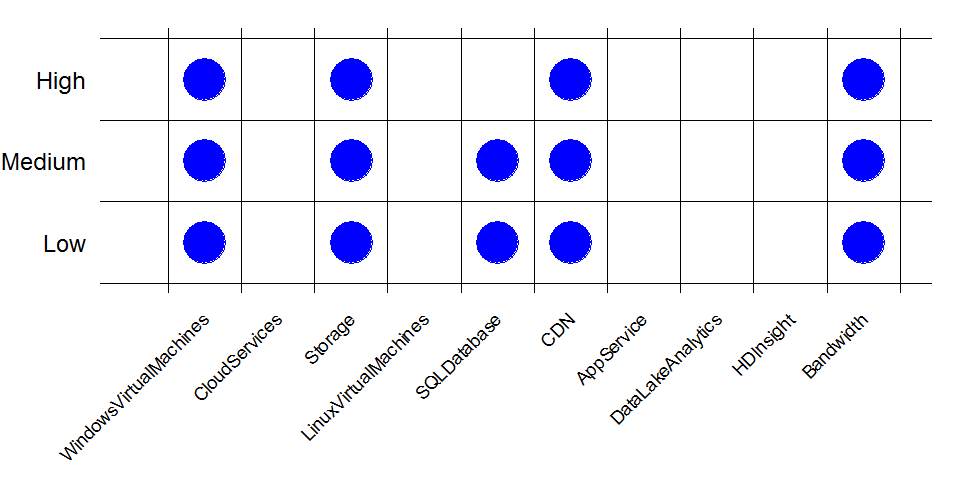 High
Medium
Low
WindowsVirtualMachines
CloudServices
Storage
LinuxVirtualMachines
SQLDatabase
CDN
AppService
DataLakeAnalytics
HDInsight
Bandwidth